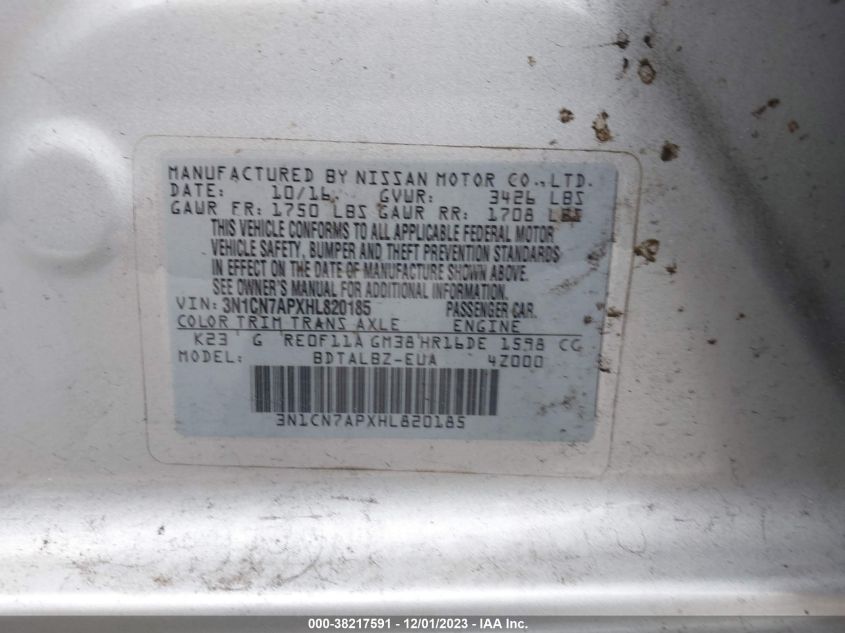 MANUFACTURED BY NISSAN MOTOR CO.,LTD.
DATE: 10/16 GVWR: 3426 LBS
GAWR FR: 1750 LBS GAWR RR: 1708 LBS
THIS VEHICLE CONFORMS TO ALL APPLICABLE FEDERAL MOTOR
VEHICLE SAFETY, BUMPER AND THEFT PREVENTION STANDARDS
IN EFFECT ON THE DATE OF MANUFACTURE SHOWN ABOVE.
SEE OWNER'S MANUAL FOR ADDITIONAL INFORMATION.
VIN: 3N1CN7APXHL820185 PASSENGER CAR.
COLOR TRIM TRANS AXLE ENGINE
K23 G RE0F11A GM38 HR16DE 1598 CC
MODEL: BDTALBZ-EUA 4Z000
3N1CN7APXHL820185
000-38217591 - 12/01/2023 - IAA Inc.